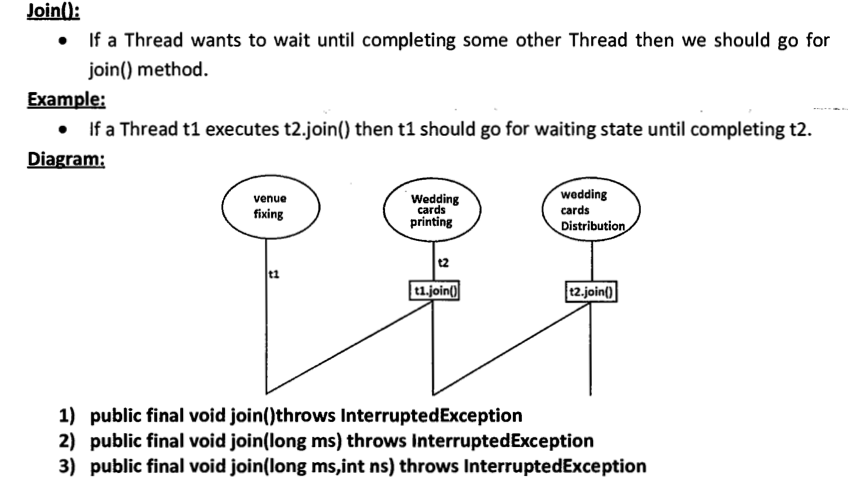 Join():
• If a Thread wants to wait until completing some other Thread then we should go for
join() method.
Example:
• If a Thread t1 executes t2.join() then t1 should go for waiting state until completing t2.
Diagram:
venue
fixing
Wedding
cards
printing
wedding
cards
Distribution
t1
t2
t1.join()
t2.join()
1) public final void join()throws InterruptedException
2) public final void join(long ms) throws InterruptedException
3) public final void join(long ms,int ns) throws InterruptedException